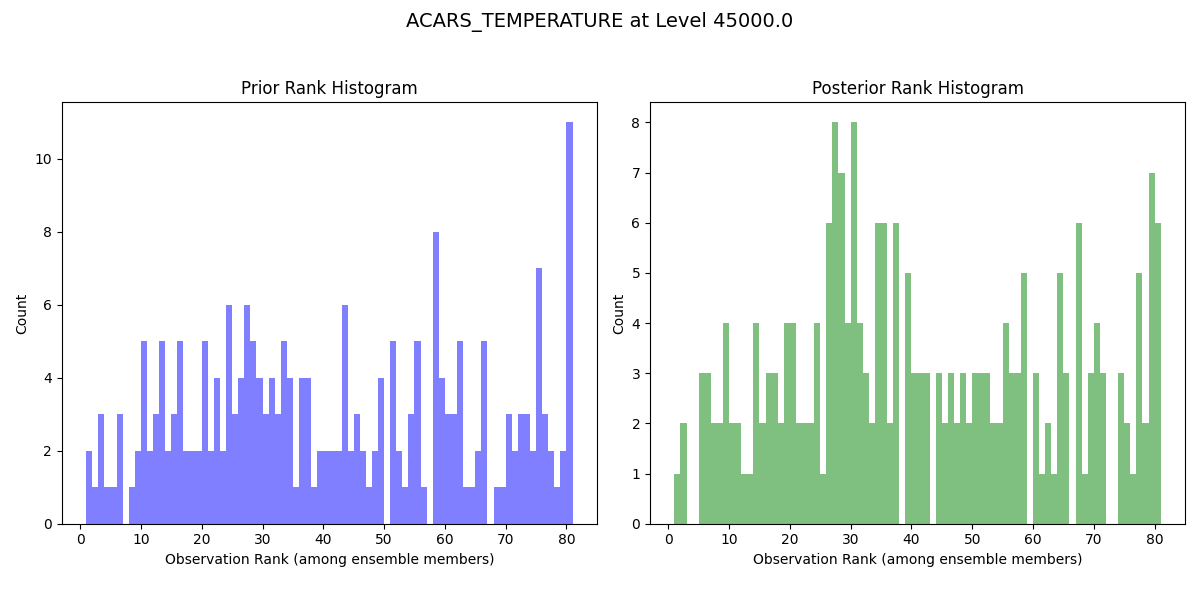 ACARS_TEMPERATURE at Level 45000.0
Prior Rank Histogram
Count
10
8
6
4
2
0
0 10 20 30 40 50 60 70 80
Observation Rank (among ensemble members)
Posterior Rank Histogram
Count
8
7
6
5
4
3
2
1
0
0 10 20 30 40 50 60 70 80
Observation Rank (among ensemble members)